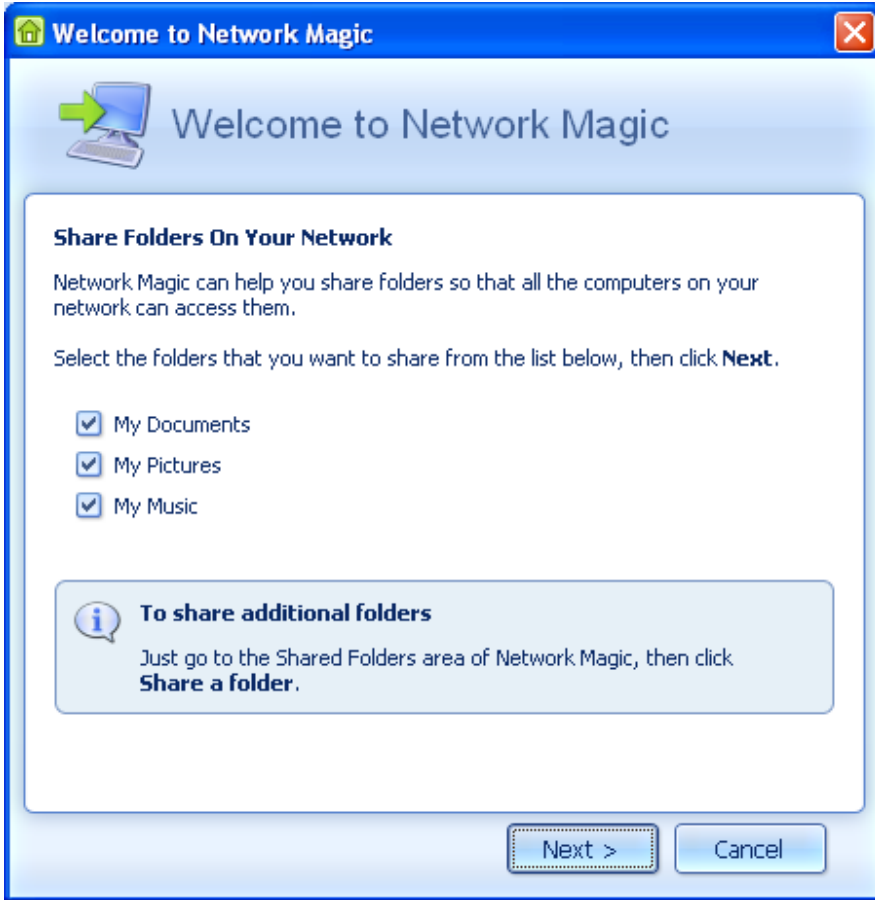 Welcome to Network Magic
Welcome to Network Magic
Share Folders On Your Network
Network Magic can help you share folders so that all the computers on your
network can access them.
Select the folders that you want to share from the list below, then click Next.
My Documents
My Pictures
My Music
To share additional folders
Just go to the Shared Folders area of Network Magic, then click
Share a folder.
Next >
Cancel